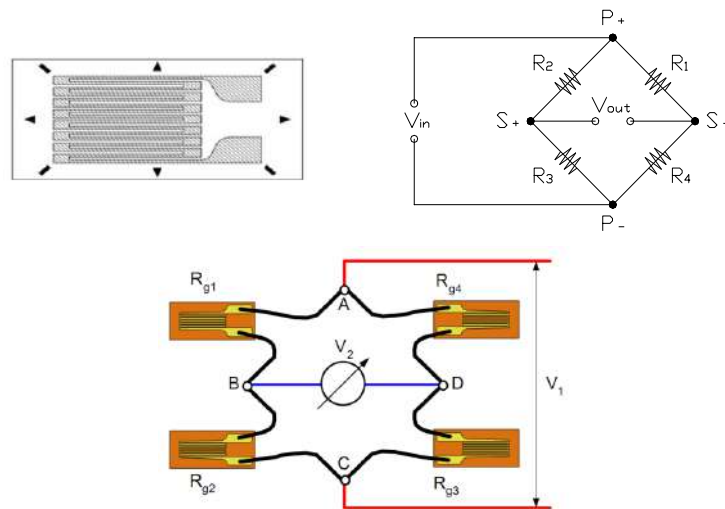 P+
R2 R1
Vin S+ Vout S-
R3 R4
P-
Rg1 A Rg4
V2
B D V1
C
Rg2 Rg3